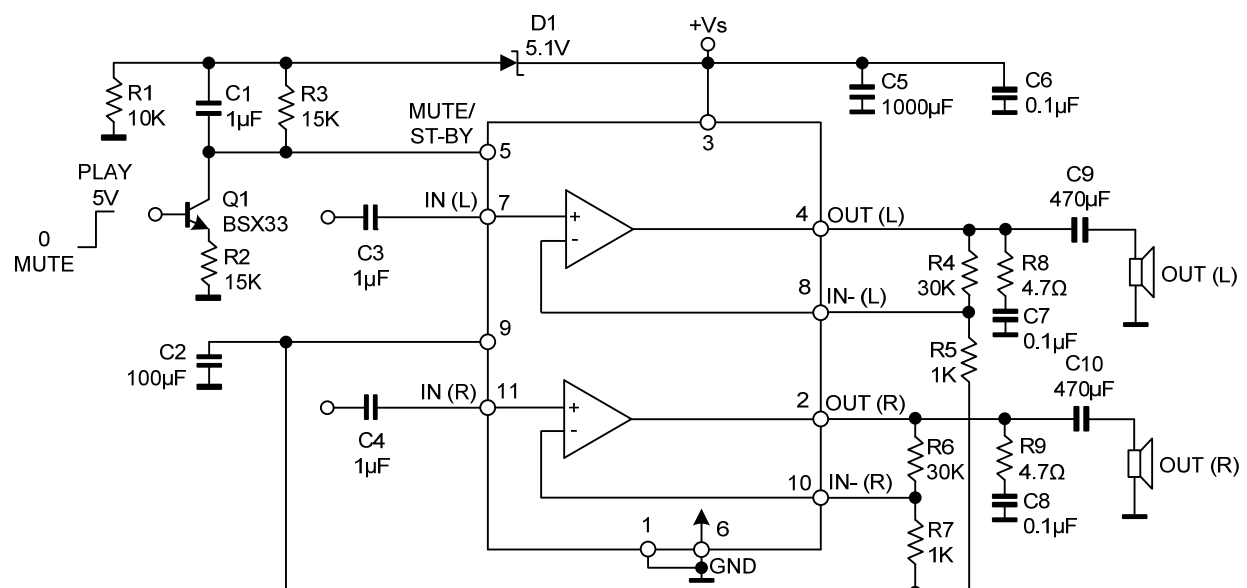 D1
5.1V
+Vs
R1
10K
C1
1µF
R3
15K
MUTE/
ST-BY
5
3
C5
1000µF
C6
0.1µF
PLAY
5V
0
MUTE
Q1
BSX33
R2
15K
IN (L)
7
C3
1µF
+
-
4
OUT (L)
8
IN- (L)
R4
30K
R8
4.7Ω
C7
0.1µF
C9
470µF
OUT (L)
C2
100µF
9
R5
1K
IN (R)
11
C4
1µF
+
-
2
OUT (R)
10
IN- (R)
R6
30K
R9
4.7Ω
C8
0.1µF
C10
470µF
OUT (R)
R7
1K
1
6
GND